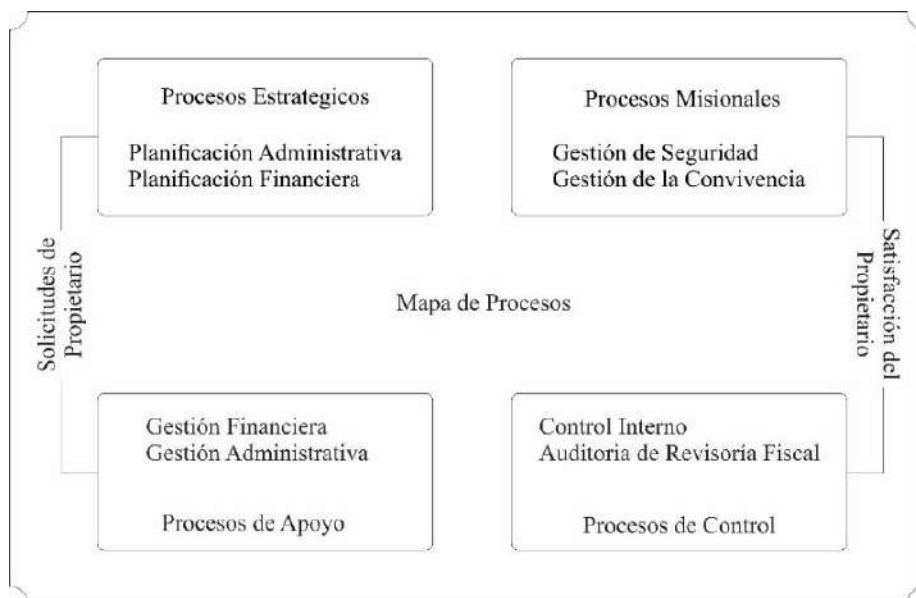 Procesos Estrategicos
Planificación Administrativa
Planificación Financiera
Procesos Misionales
Gestión de Seguridad
Gestión de la Convivencia
Solicitudes de
Propietario
Mapa de Procesos
Satisfacción del
Propietario
Gestión Financiera
Gestión Administrativa
Procesos de Apoyo
Control Interno
Auditoria de Revisoría Fiscal
Procesos de Control